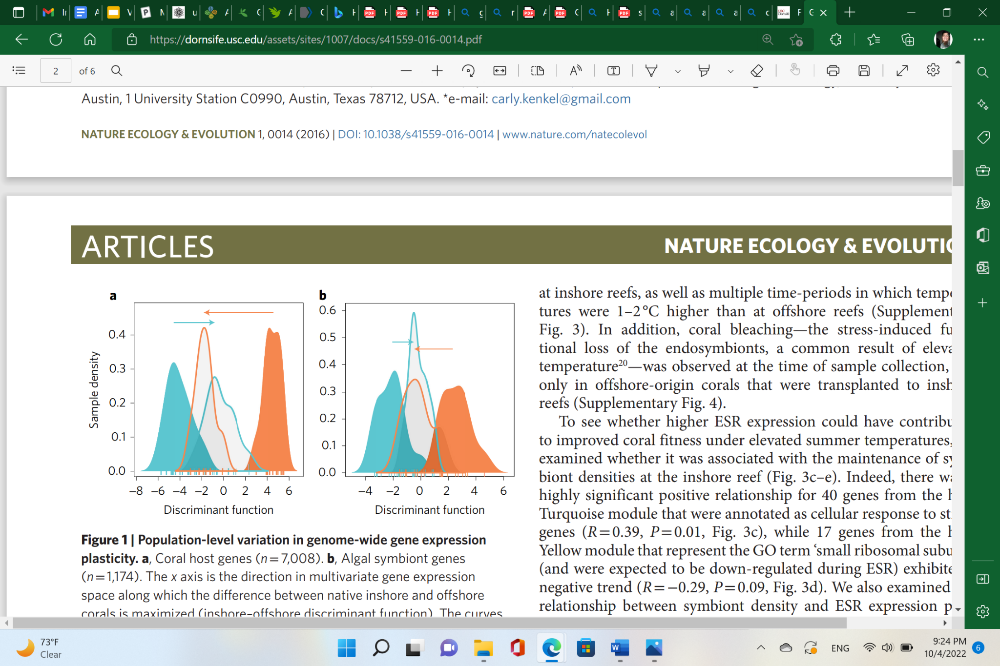 https://dornsife.usc.edu/assets/sites/1007/docs/s41559-016-0014.pdf
2 of 6
Austin, 1 University Station C0990, Austin, Texas 78712, USA. *e-mail: carly.kenkel@gmail.com
NATURE ECOLOGY & EVOLUTION 1, 0014 (2016) | DOI: 10.1038/s41559-016-0014 | www.nature.com/natecolevol
ARTICLES
NATURE ECOLOGY &
a
Sample density
0.4
0.3
0.2
0.1
0.0
−8 −6 −4 −2 0 2 4 6
Discriminant function
b
0.6
0.5
0.4
0.3
0.2
0.1
0.0
−4 −2 0 2 4 6
Discriminant function
Figure 1 | Population-level variation in genome-wide gene expression
plasticity. a, Coral host genes (n=7,008). b, Algal symbiont genes
(n=1,174). The x axis is the direction in multivariate gene expression
space along which the difference between native inshore and offshore
corals is maximized (inshore–offshore discriminant function). The curves
at inshore reefs, as well as multiple time-periods in which
tures were 1–2 °C higher than at offshore reefs
Fig. 3). In addition, coral bleaching—the stress-induced
tional loss of the endosymbionts, a common result of
temperature20—was observed at the time of sample collection,
only in offshore-origin corals that were transplanted to
reefs (Supplementary Fig. 4).
To see whether higher ESR expression could have
to improved coral fitness under elevated summer temperatures,
examined whether it was associated with the maintenance of
biont densities at the inshore reef (Fig. 3c–e). Indeed, there
highly significant positive relationship for 40 genes from the
Turquoise module that were annotated as cellular response to
genes (R=0.39, P=0.01, Fig. 3c), while 17 genes from the
Yellow module that represent the GO term ‘small ribosomal
(and were expected to be down-regulated during ESR)
negative trend (R=−0.29, P=0.09, Fig. 3d). We also examined
relationship between symbiont density and ESR expression
73°F
Clear
ENG
9:24 PM
10/4/2022
6